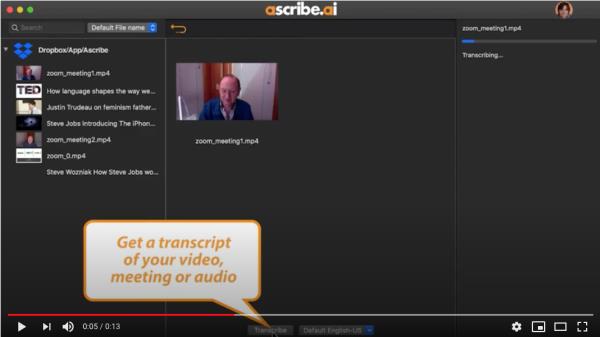 ascribe.ai
Search
Default File name
zoom_meeting1.mp4
Dropbox/App/Ascribe
Transcribing...
zoom_meeting1.mp4
TED
How language shapes the way we...
Justin Trudeau on feminism father...
Steve Jobs Introducing The iPhon...
zoom_meeting2.mp4
zoom_meeting1.mp4
zoom_0.mp4
Steve Wozniak How Steve Jobs wo...
Get a transcript
of your video,
meeting or audio
0:05 / 0:13
Transcribe
Default English-US